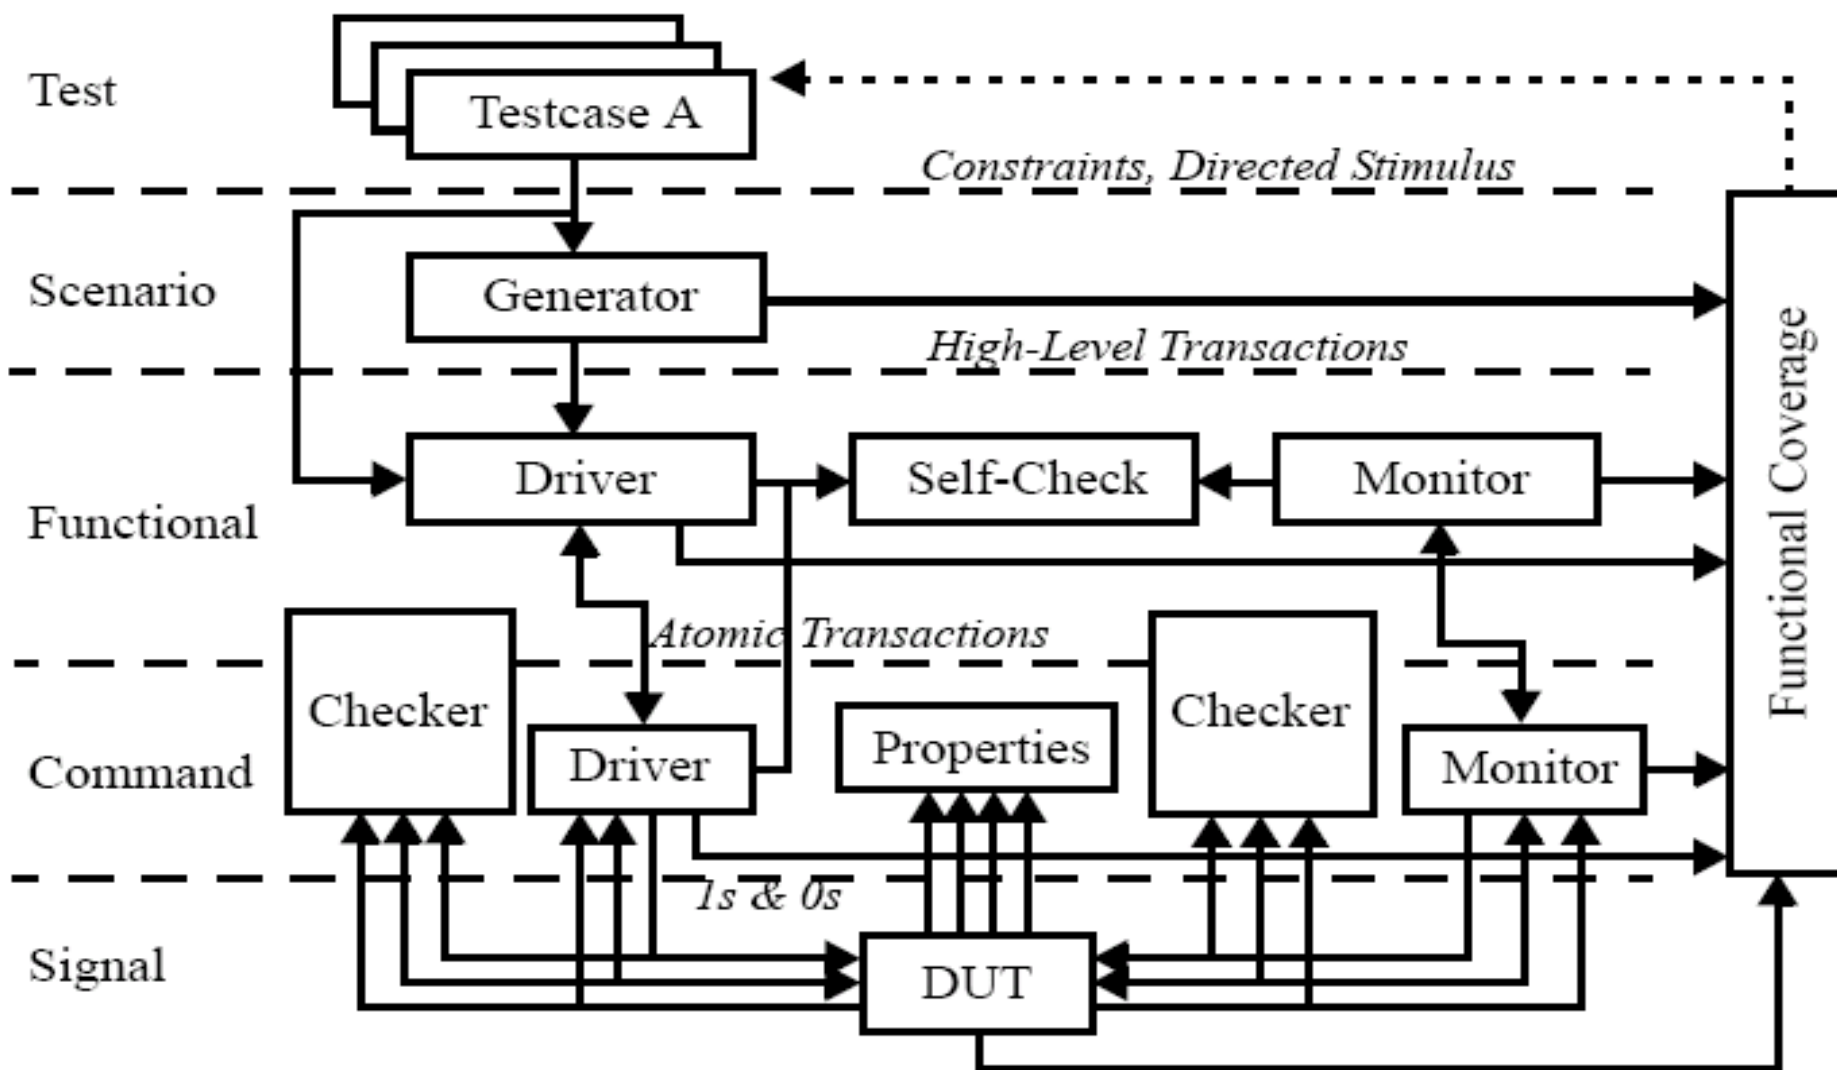 Test
Testcase A
Constraints, Directed Stimulus
Scenario
Generator
High-Level Transactions
Functional Coverage
Functional
Driver
Self-Check
Monitor
Atomic Transactions
Checker
Checker
Command
Driver
Properties
Monitor
1s & 0s
Signal
DUT